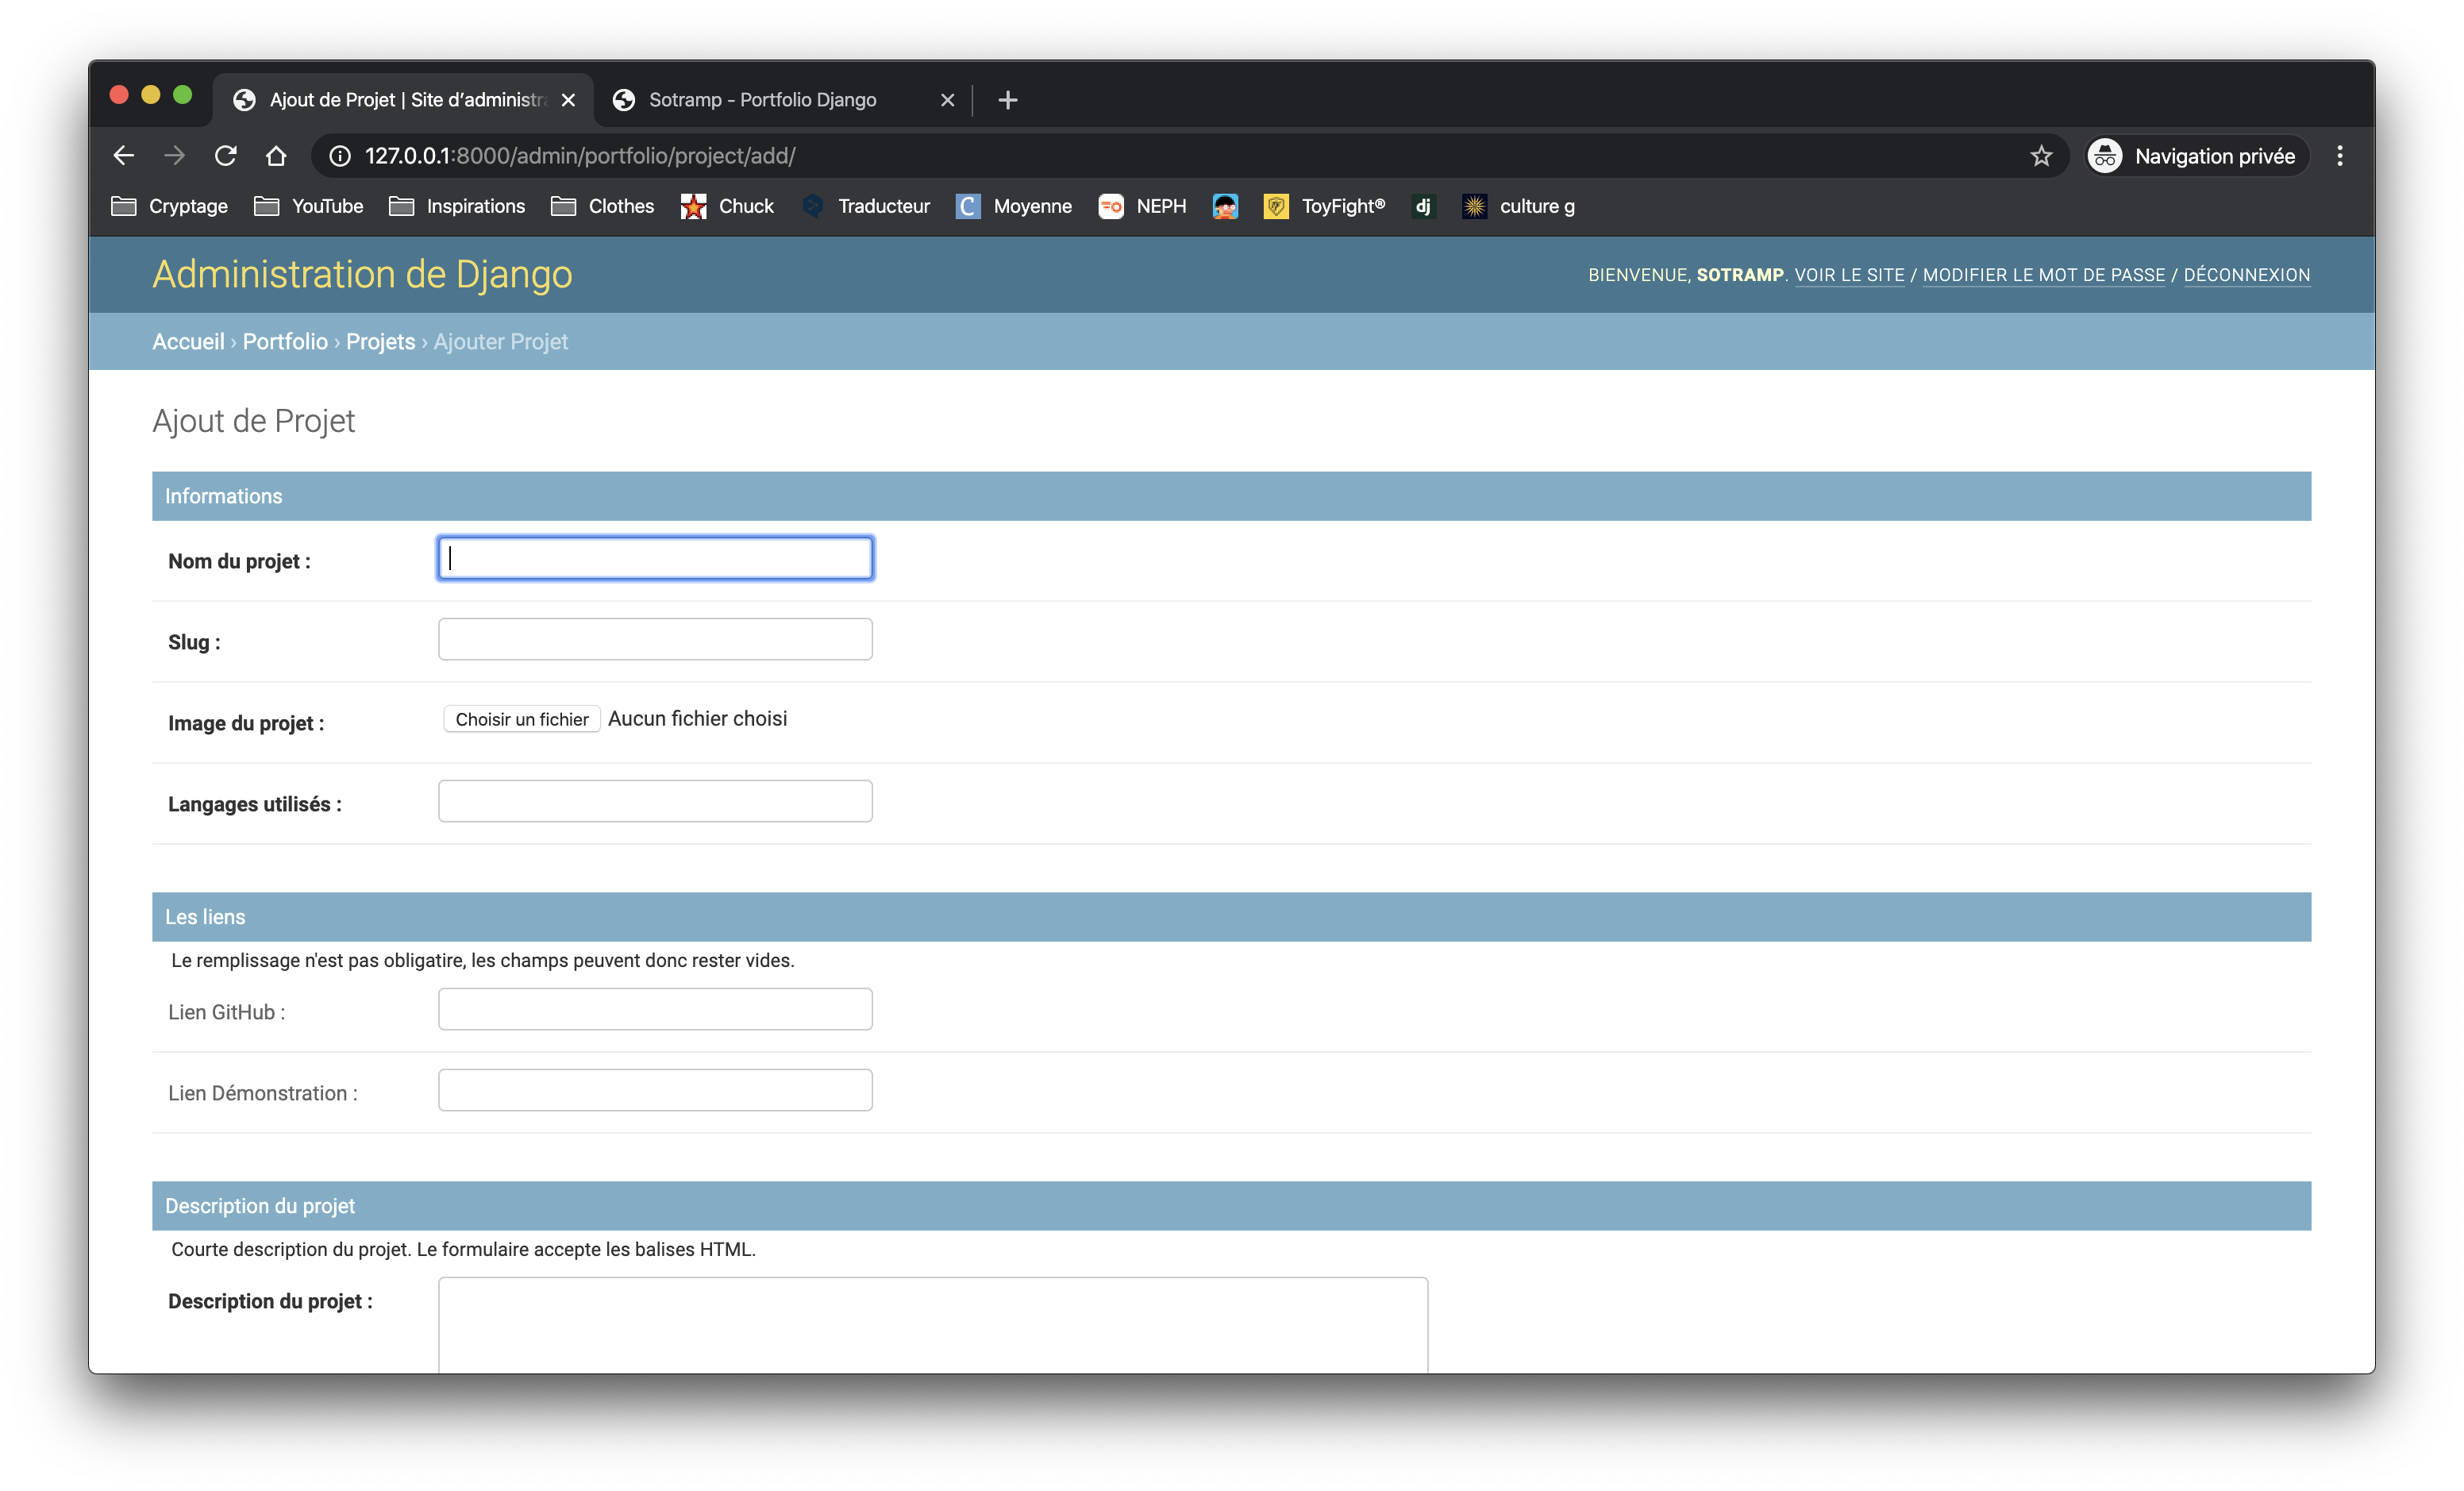 Ajout de Projet | Site d'administra
Sotramp - Portfolio Django
127.0.0.1:8000/admin/portfolio/project/add/
Navigation privée
Cryptage YouTube Inspirations Clothes Chuck Traducteur C Moyenne NEPH ToyFight® dj culture g
Administration de Django
BIENVENUE, SOTRAMP. VOIR LE SITE / MODIFIER LE MOT DE PASSE / DÉCONNEXION
Accueil › Portfolio › Projets › Ajouter Projet
Ajout de Projet
Informations
Nom du projet :
Slug :
Image du projet : Choisir un fichier Aucun fichier choisi
Langages utilisés :
Les liens
Le remplissage n'est pas obligatire, les champs peuvent donc rester vides.
Lien GitHub :
Lien Démonstration :
Description du projet
Courte description du projet. Le formulaire accepte les balises HTML.
Description du projet :